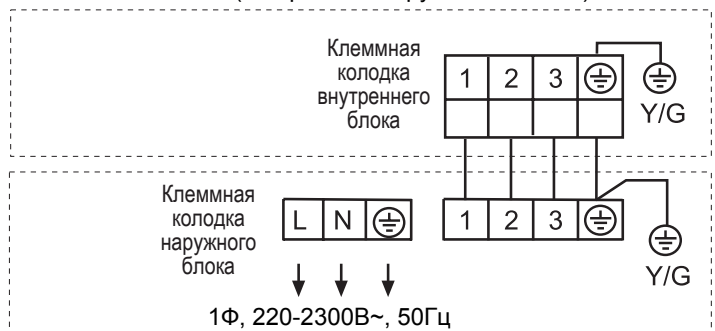 Клеммная
колодка
внутреннего
блока
1 2 3
Y/G
Клеммная
колодка
наружного
блока
L N
1 2 3
Y/G
1Ф, 220-2300В~, 50Гц